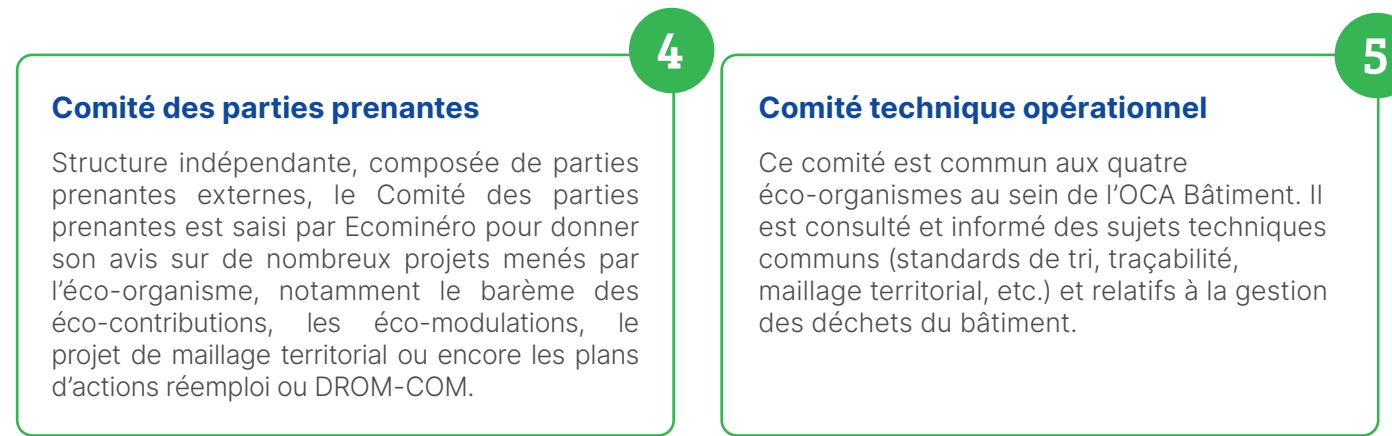 4
Comité des parties prenantes
Structure indépendante, composée de parties
prenantes externes, le Comité des parties
prenantes est saisi par Ecominéro pour donner
son avis sur de nombreux projets menés par
l’éco-organisme, notamment le barème des
éco-contributions, les éco-modulations, le
projet de maillage territorial ou encore les plans
d’actions réemploi ou DROM-COM.
5
Comité technique opérationnel
Ce comité est commun aux quatre
éco-organismes au sein de l’OCA Bâtiment. Il
est consulté et informé des sujets techniques
communs (standards de tri, traçabilité,
maillage territorial, etc.) et relatifs à la gestion
des déchets du bâtiment.